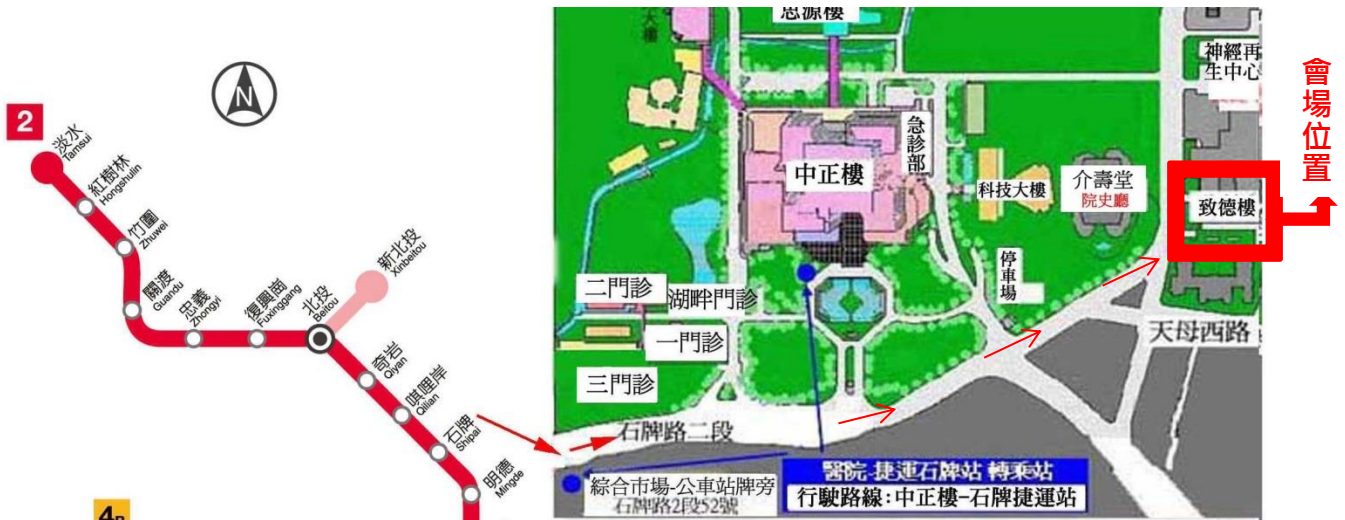 N
2
淡水
Tamsui
紅樹林
Hongshulin
竹圍
Zhuwei
關渡
Guandu
忠義
Zhongyi
復興崗
Fuxinggang
北投
Beitou
新北投
Xinbeitou
奇岩
Qiyan
唭哩岸
Qilian
石牌
Shipai
明德
Mingde
大樓
思源樓
神經再
生中心
急診部
中正樓
科技大樓
介壽堂
院史廳
致德樓
會場位置
停車場
二門診
湖畔門診
一門診
三門診
天母西路
石牌路二段
綜合市場-公車站牌旁
石牌路2段52號
醫院-捷運石牌站 轉乘站
行駛路線:中正樓-石牌捷運站